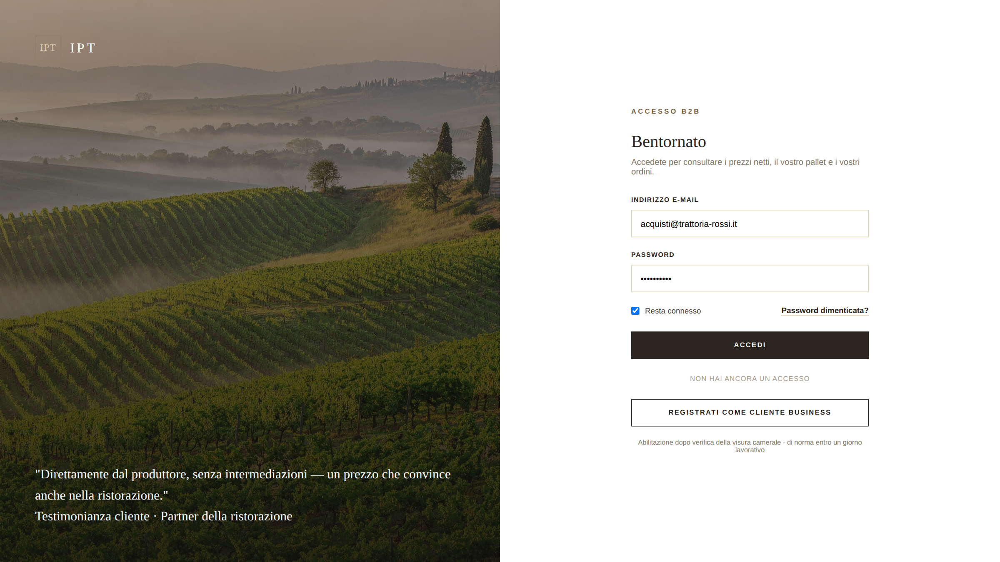 IPT
IPT
"Direttamente dal produttore, senza intermediazioni — un prezzo che convince
anche nella ristorazione."
Testimonianza cliente · Partner della ristorazione
ACCESSO B2B
Bentornato
Accedete per consultare i prezzi netti, il vostro pallet e i vostri
ordini.
INDIRIZZO E-MAIL
acquisti@trattoria-rossi.it
PASSWORD
••••••••••
Resta connesso
Password dimenticata?
ACCEDI
NON HAI ANCORA UN ACCESSO
REGISTRATI COME CLIENTE BUSINESS
Abilitazione dopo verifica della visura camerale · di norma entro un giorno
lavorativo